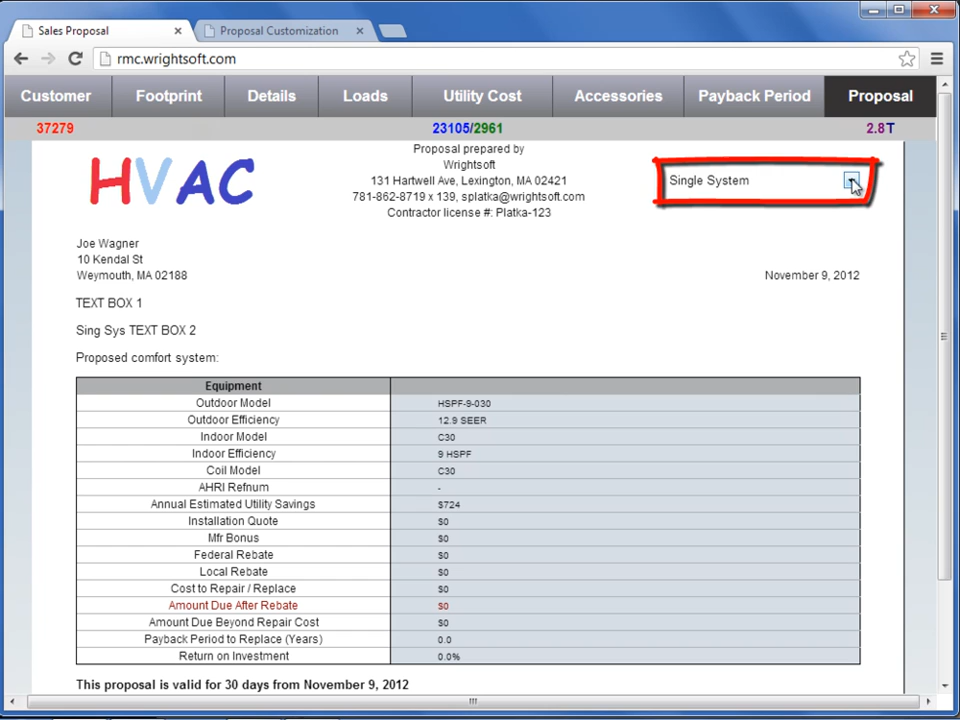 Sales Proposal
Proposal Customization
rmc.wrightsoft.com
Customer
Footprint
Details
Loads
Utility Cost
Accessories
Payback Period
Proposal
37279
23105/2961
2.8T
HVAC
Proposal prepared by
Wrightsoft
131 Hartwell Ave, Lexington, MA 02421
781-862-8719 x 139, splatka@wrightsoft.com
Contractor license #: Platka-123
Single System
Joe Wagner
10 Kendal St
Weymouth, MA 02188
November 9, 2012
TEXT BOX 1
Sing Sys TEXT BOX 2
Proposed comfort system:
Equipment
Outdoor Model HSPF-9-030
Outdoor Efficiency 12.9 SEER
Indoor Model C30
Indoor Efficiency 9 HSPF
Coil Model C30
AHRI Refnum -
Annual Estimated Utility Savings $724
Installation Quote $0
Mfr Bonus $0
Federal Rebate $0
Local Rebate $0
Cost to Repair / Replace $0
Amount Due After Rebate $0
Amount Due Beyond Repair Cost $0
Payback Period to Replace (Years) 0.0
Return on Investment 0.0%
This proposal is valid for 30 days from November 9, 2012